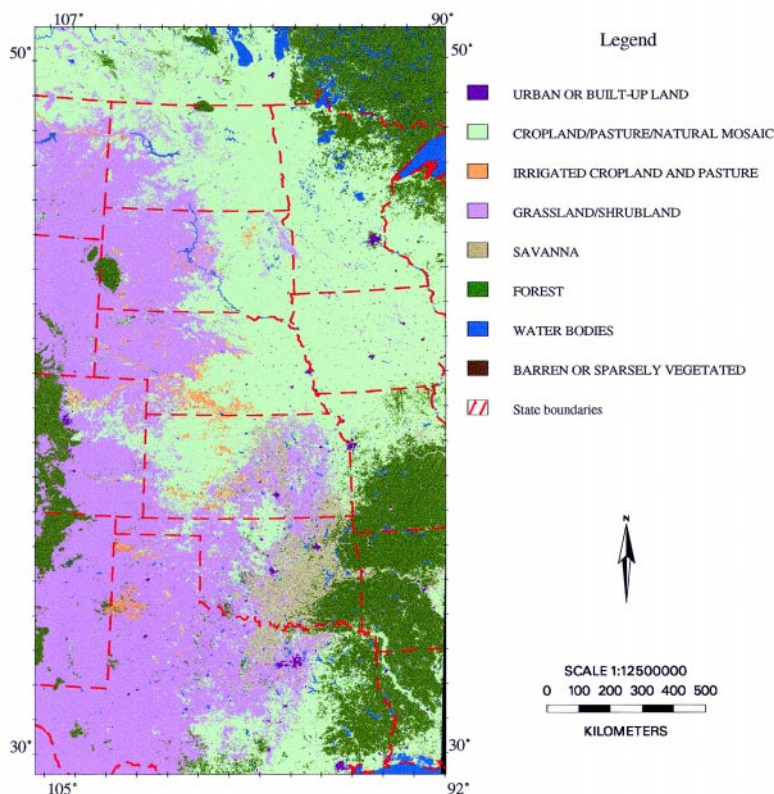 107° 90°
50° 50°
Legend
URBAN OR BUILT-UP LAND
CROPLAND/PASTURE/NATURAL MOSAIC
IRRIGATED CROPLAND AND PASTURE
GRASSLAND/SHRUBLAND
SAVANNA
FOREST
WATER BODIES
BARREN OR SPARSELY VEGETATED
State boundaries
N
SCALE 1:12500000
0 100 200 300 400 500
KILOMETERS
30° 30°
105° 92°